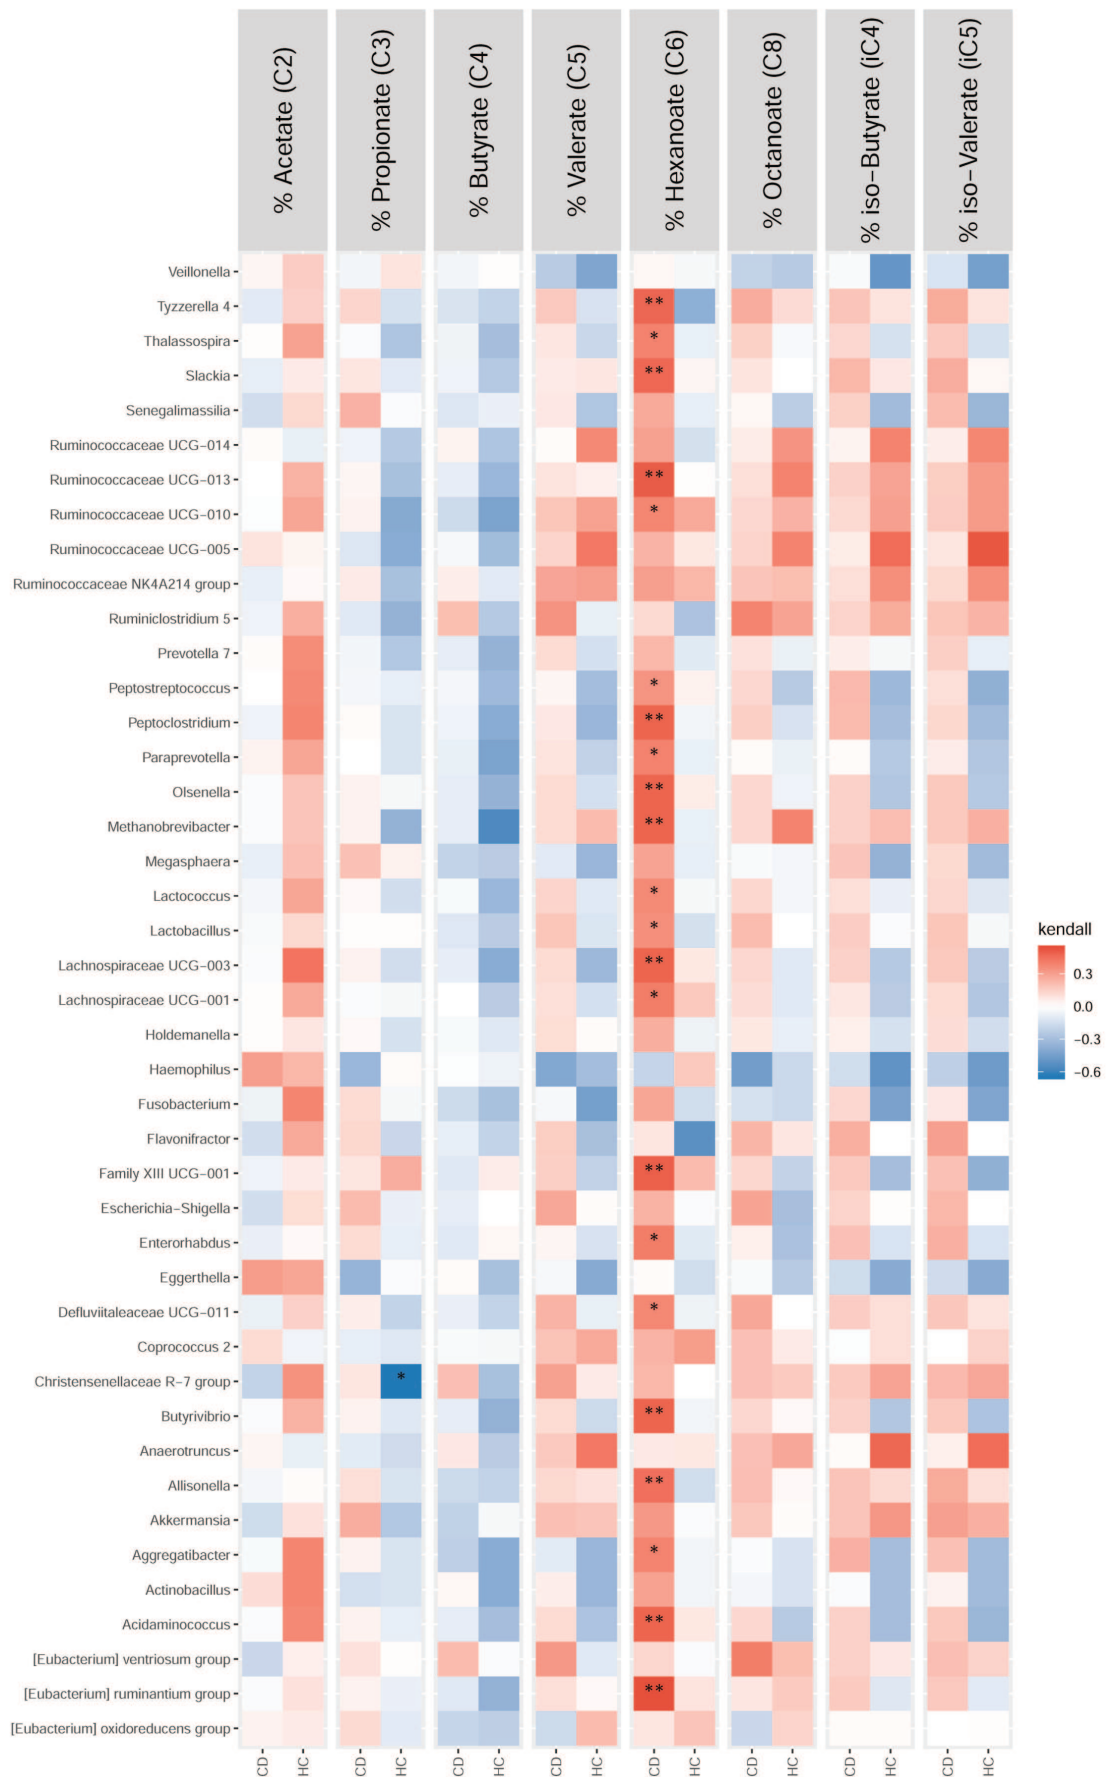 % Acetate (C2)
% Propionate (C3)
% Butyrate (C4)
% Valerate (C5)
% Hexanoate (C6)
% Octanoate (C8)
% iso−Butyrate (iC4)
% iso−Valerate (iC5)
Veillonella
Tyzzerella 4
**
Thalassospira
*
Slackia
**
Senegalimassilia
Ruminococcaceae UCG−014
Ruminococcaceae UCG−013
**
Ruminococcaceae UCG−010
*
Ruminococcaceae UCG−005
Ruminococcaceae NK4A214 group
Ruminiclostridium 5
Prevotella 7
Peptostreptococcus
*
Peptoclostridium
**
Paraprevotella
*
Olsenella
**
Methanobrevibacter
**
Megasphaera
Lactococcus
*
Lactobacillus
*
Lachnospiraceae UCG−003
**
Lachnospiraceae UCG−001
*
Holdemanella
Haemophilus
Fusobacterium
Flavonifractor
Family XIII UCG−001
**
Escherichia−Shigella
Enterorhabdus
*
Eggerthella
Defluviitaleaceae UCG−011
*
Coprococcus 2
Christensenellaceae R−7 group
*
Butyrivibrio
**
Anaerotruncus
Allisonella
**
Akkermansia
Aggregatibacter
*
Actinobacillus
Acidaminococcus
**
[Eubacterium] ventriosum group
[Eubacterium] ruminantium group
**
[Eubacterium] oxidoreducens group
CD HC CD HC CD HC CD HC CD HC CD HC CD HC CD HC
kendall
0.3
0.0
−0.3
−0.6